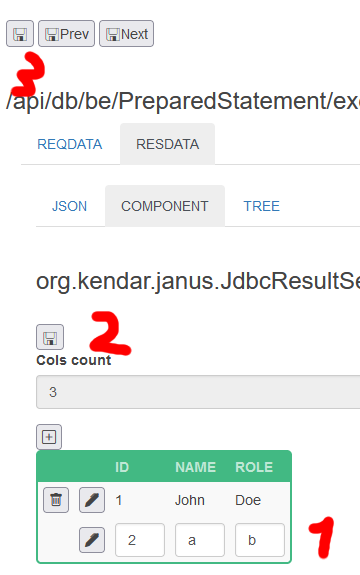 Prev Next
3
/api/db/be/PreparedStatement/exe
REQDATA RESDATA
JSON COMPONENT TREE
org.kendar.janus.JdbcResultSe
2
Cols count
3
ID NAME ROLE
1 John Doe
2 a b
1